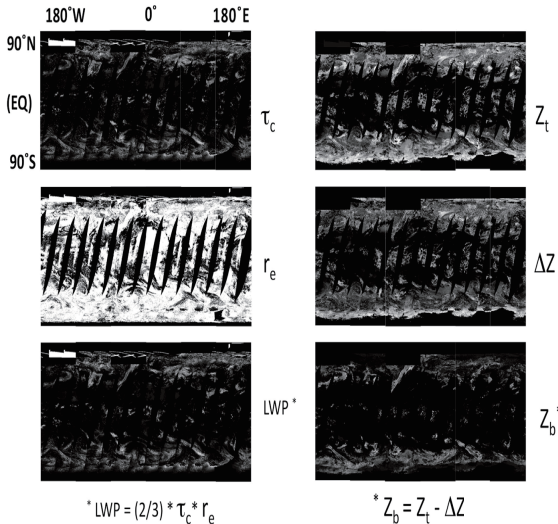 180°W 0° 180°E
90°N
(EQ)
90°S
τc
Zt
re
ΔZ
LWP *
Zb*
* LWP = (2/3) * τc* re
* Zb = Zt - ΔZ